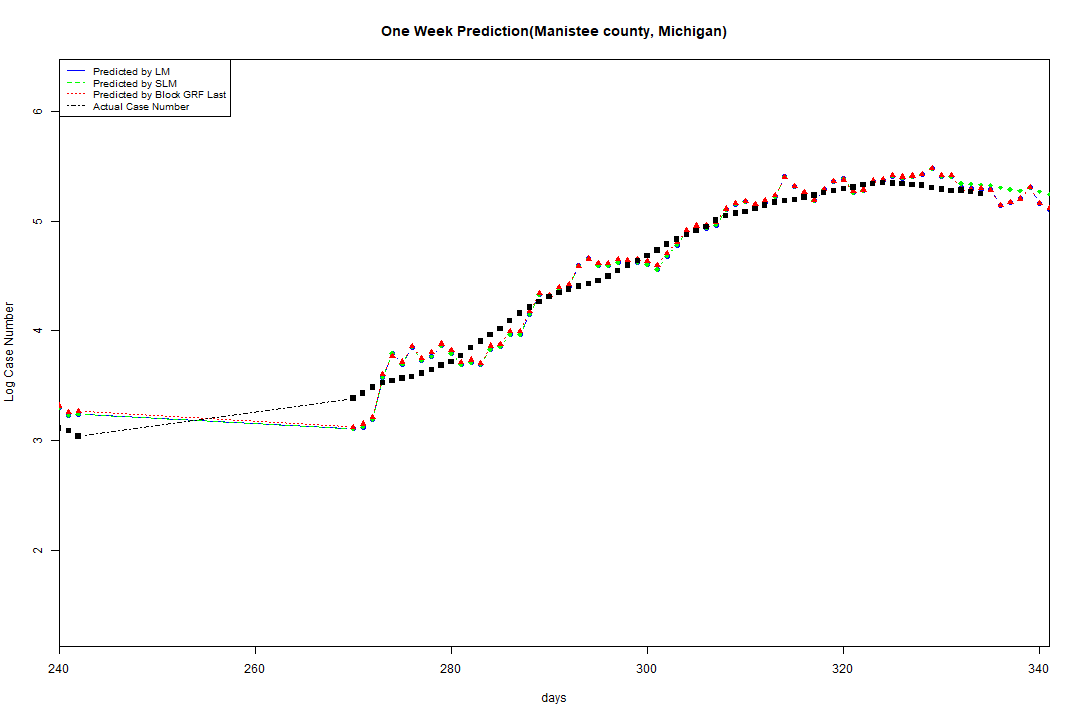 One Week Prediction(Manistee county, Michigan)
Predicted by LM
Predicted by SLM
Predicted by Block GRF Last
Actual Case Number
6
5
4
3
2
Log Case Number
240 260 280 300 320 340
days